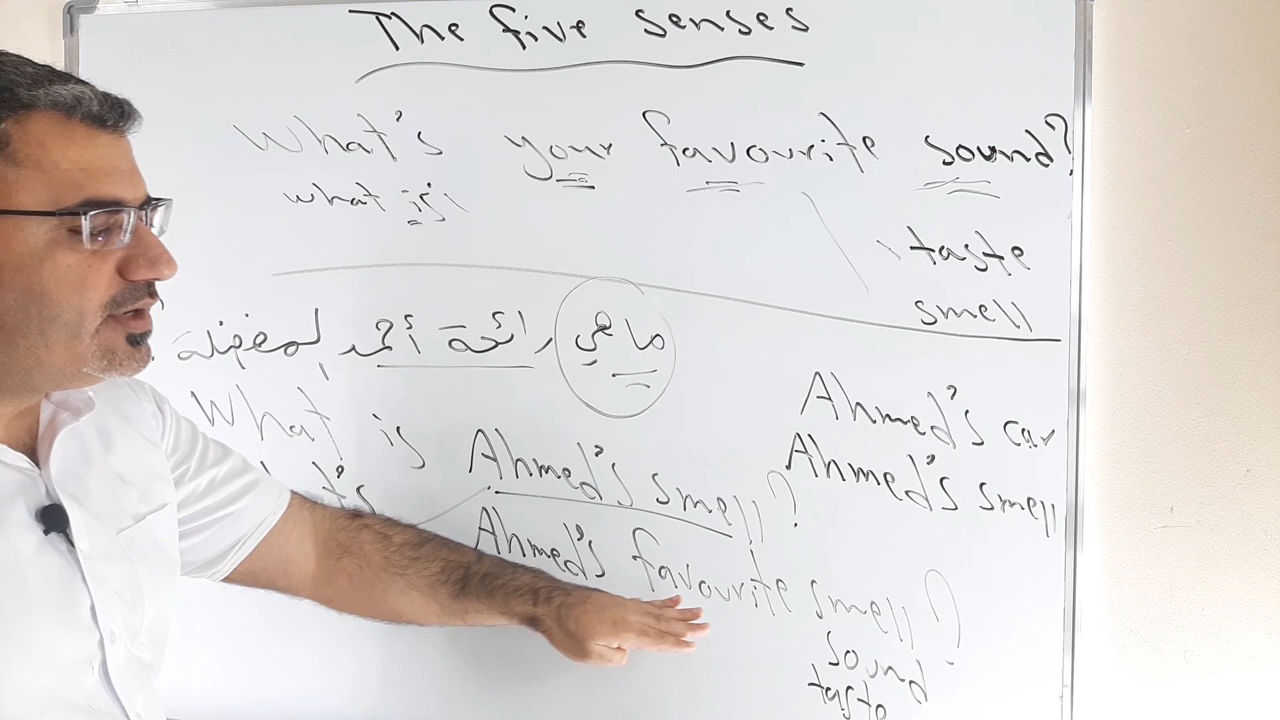 The five senses
What's your favourite sound?
what is
taste
smell
ما هي رائحة أحمد المفضلة
What is Ahmed's smell?
Ahmed's car
Ahmed's smell
Ahmed's favourite smell?
sound
taste